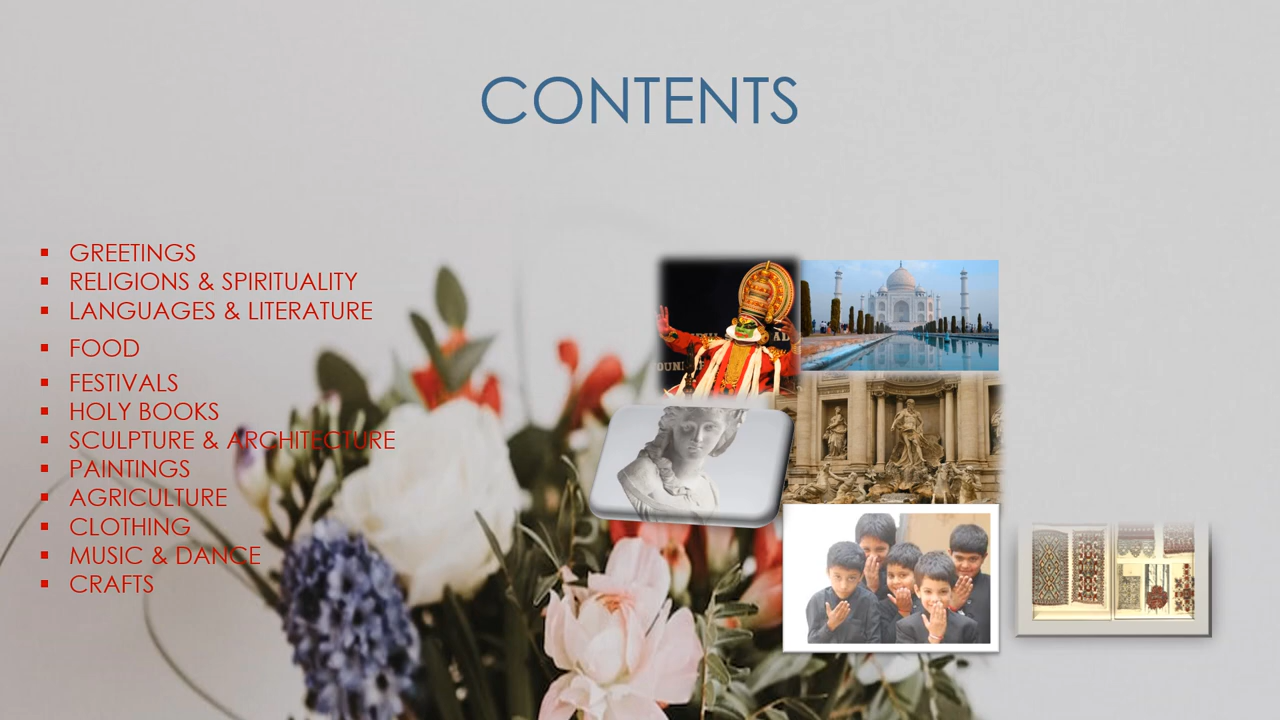 CONTENTS
▪ GREETINGS
▪ RELIGIONS & SPIRITUALITY
▪ LANGUAGES & LITERATURE
▪ FOOD
▪ FESTIVALS
▪ HOLY BOOKS
▪ SCULPTURE & ARCHITECTURE
▪ PAINTINGS
▪ AGRICULTURE
▪ CLOTHING
▪ MUSIC & DANCE
▪ CRAFTS